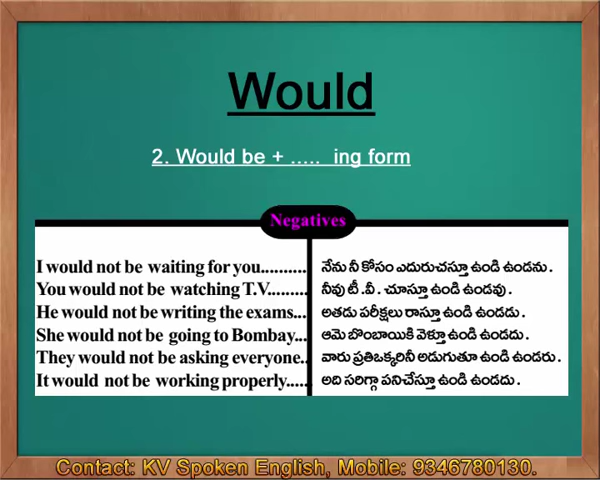 Would
2. Would be + ..... ing form
Negatives
I would not be waiting for you.......... నేను నీ కోసం ఎదురుచస్తూ ఉండి ఉండను.
You would not be watching T.V......... నీవు టీ.వీ. చూస్తూ ఉండి ఉండవు.
He would not be writing the exams... అతడు పరీక్షలు రాస్తూ ఉండి ఉండడు.
She would not be going to Bombay... ఆమె బొంబాయికి వెళ్తూ ఉండి ఉండదు.
They would not be asking everyone.. వారు ప్రతిఒక్కరినీ అడుగుతూ ఉండి ఉండరు.
It would not be working properly..... అది సరిగ్గా పనిచేస్తూ ఉండి ఉండదు.
Contact: KV Spoken English, Mobile: 9346780130.